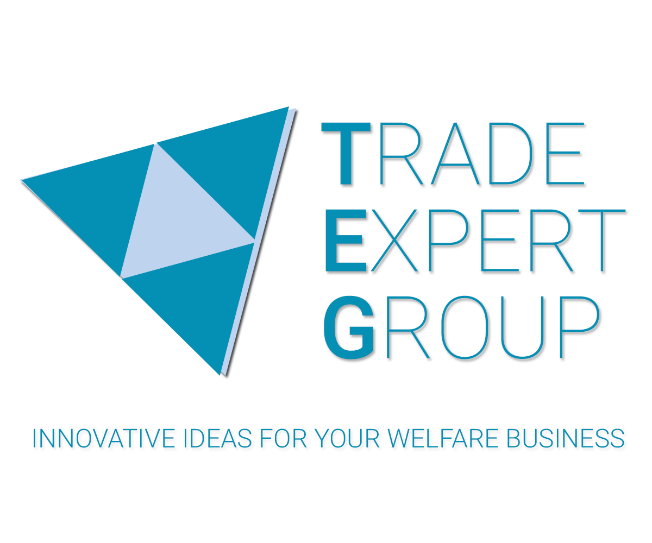 TRADE
EXPERT
GROUP
INNOVATIVE IDEAS FOR YOUR WELFARE BUSINESS